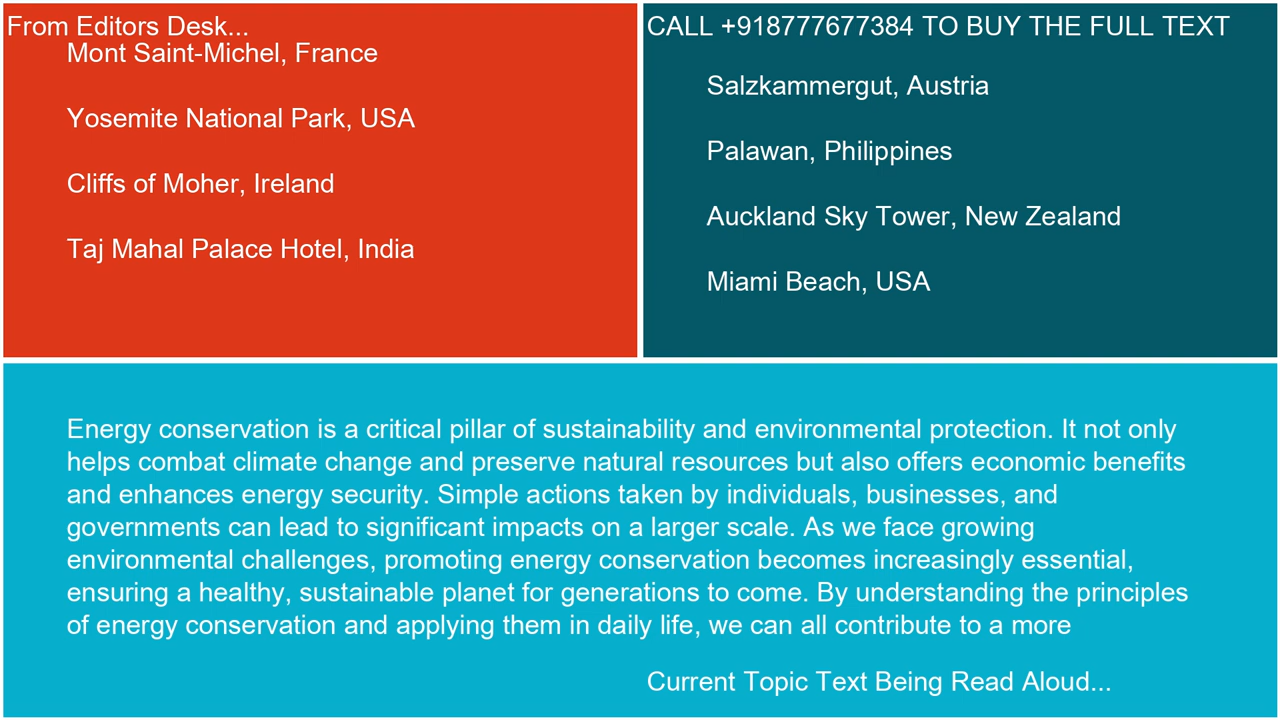 From Editors Desk...
Mont Saint-Michel, France
Yosemite National Park, USA
Cliffs of Moher, Ireland
Taj Mahal Palace Hotel, India
CALL +918777677384 TO BUY THE FULL TEXT
Salzkammergut, Austria
Palawan, Philippines
Auckland Sky Tower, New Zealand
Miami Beach, USA
Energy conservation is a critical pillar of sustainability and environmental protection. It not only
helps combat climate change and preserve natural resources but also offers economic benefits
and enhances energy security. Simple actions taken by individuals, businesses, and
governments can lead to significant impacts on a larger scale. As we face growing
environmental challenges, promoting energy conservation becomes increasingly essential,
ensuring a healthy, sustainable planet for generations to come. By understanding the principles
of energy conservation and applying them in daily life, we can all contribute to a more
Current Topic Text Being Read Aloud...